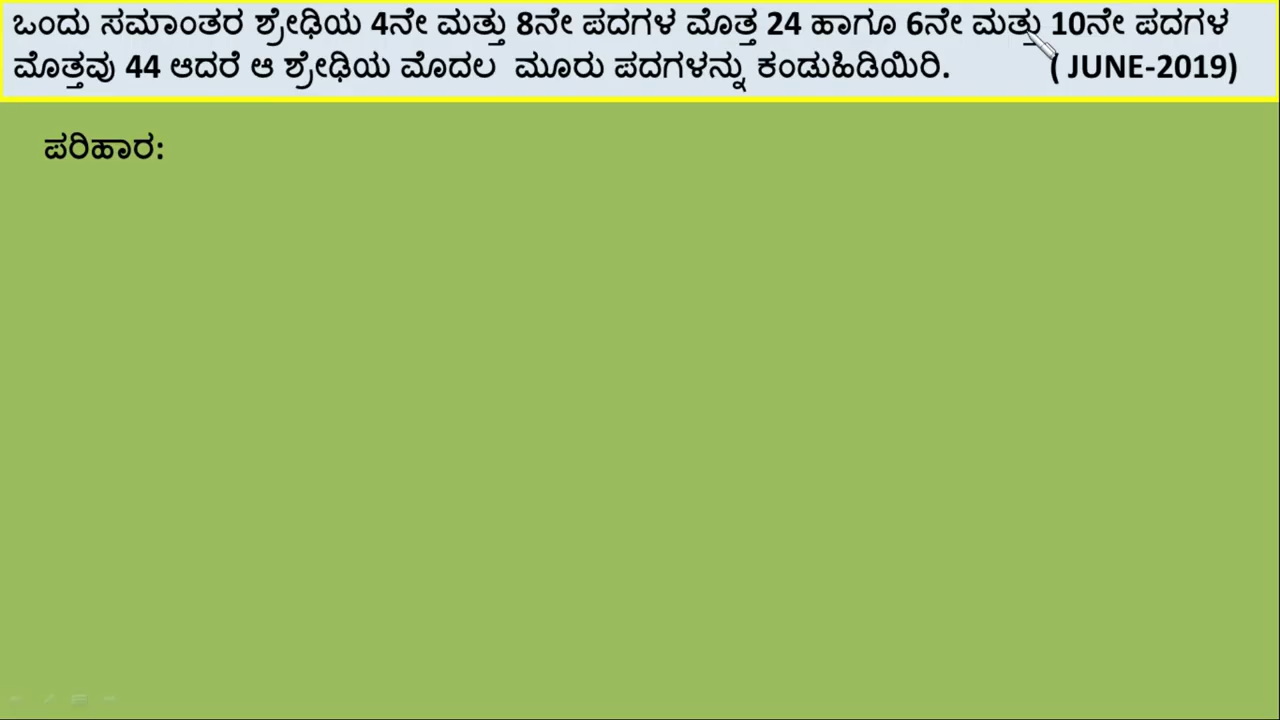 ಒಂದು ಸಮಾಂತರ ಶ್ರೇಢಿಯ 4ನೇ ಮತ್ತು 8ನೇ ಪದಗಳ ಮೊತ್ತ 24 ಹಾಗೂ 6ನೇ ಮತ್ತು 10ನೇ ಪದಗಳ
ಮೊತ್ತವು 44 ಆದರೆ ಆ ಶ್ರೇಢಿಯ ಮೊದಲ ಮೂರು ಪದಗಳನ್ನು ಕಂಡುಹಿಡಿಯಿರಿ. ( JUNE-2019)
ಪರಿಹಾರ: